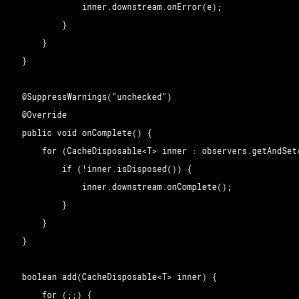 inner.downstream.onError(e);
}
}
}
@SuppressWarnings("unchecked")
@Override
public void onComplete() {
for (CacheDisposable<T> inner : observers.getAndSet(
if (!inner.isDisposed()) {
inner.downstream.onComplete();
}
}
}
boolean add(CacheDisposable<T> inner) {
for (;;) {